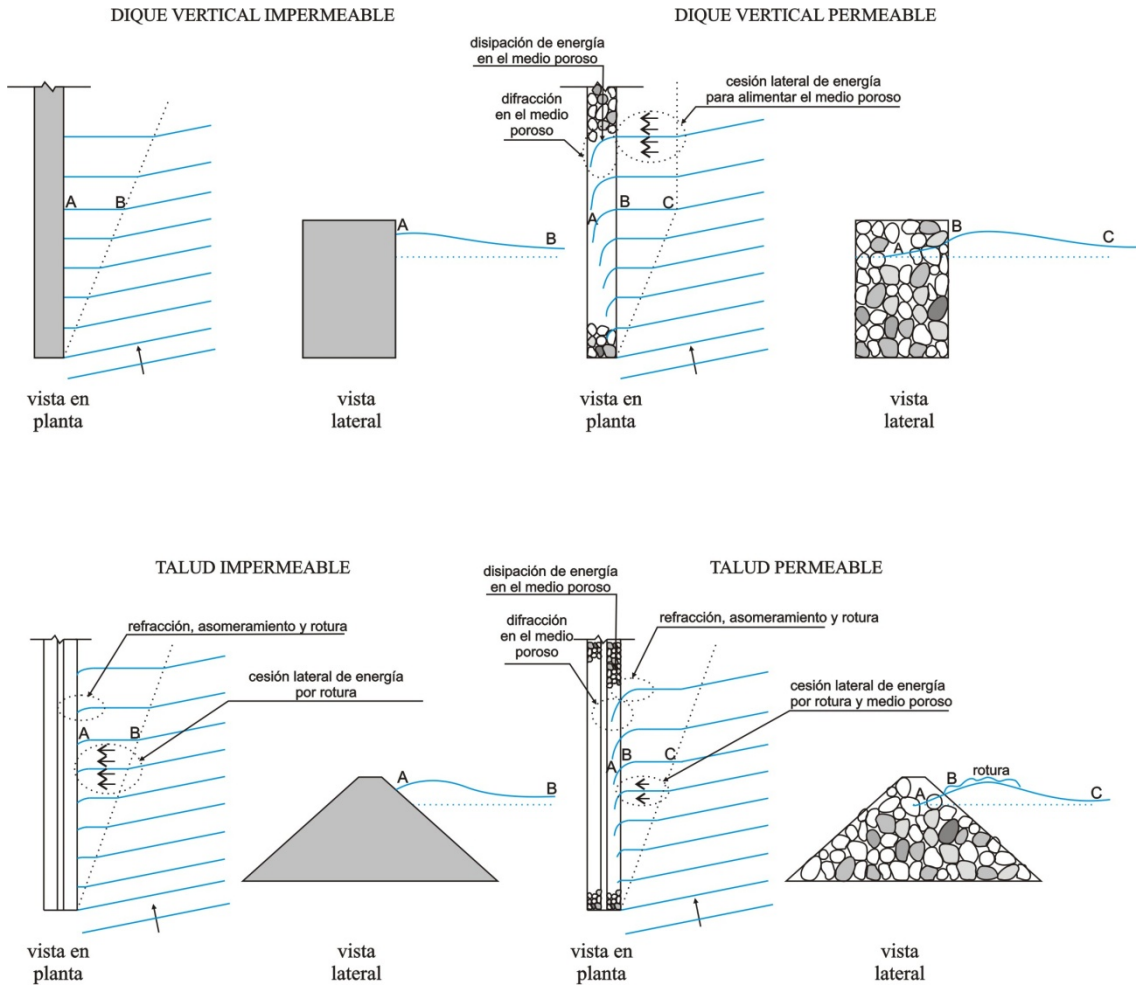 DIQUE VERTICAL IMPERMEABLE
A
B
vista en
planta
A
B
vista
lateral
DIQUE VERTICAL PERMEABLE
disipación de energía
en el medio poroso
difracción
en el medio
poroso
cesión lateral de energía
para alimentar el medio poroso
A
B
C
vista en
planta
A
B
C
vista
lateral
TALUD IMPERMEABLE
refracción, asomeramiento y rotura
cesión lateral de energía
por rotura
A
B
vista en
planta
A
B
vista
lateral
TALUD PERMEABLE
disipación de energía
en el medio poroso
difracción
en el medio
poroso
refracción, asomeramiento y rotura
cesión lateral de energía
por rotura y medio poroso
A
B
C
vista en
planta
A
B
rotura
C
vista
lateral